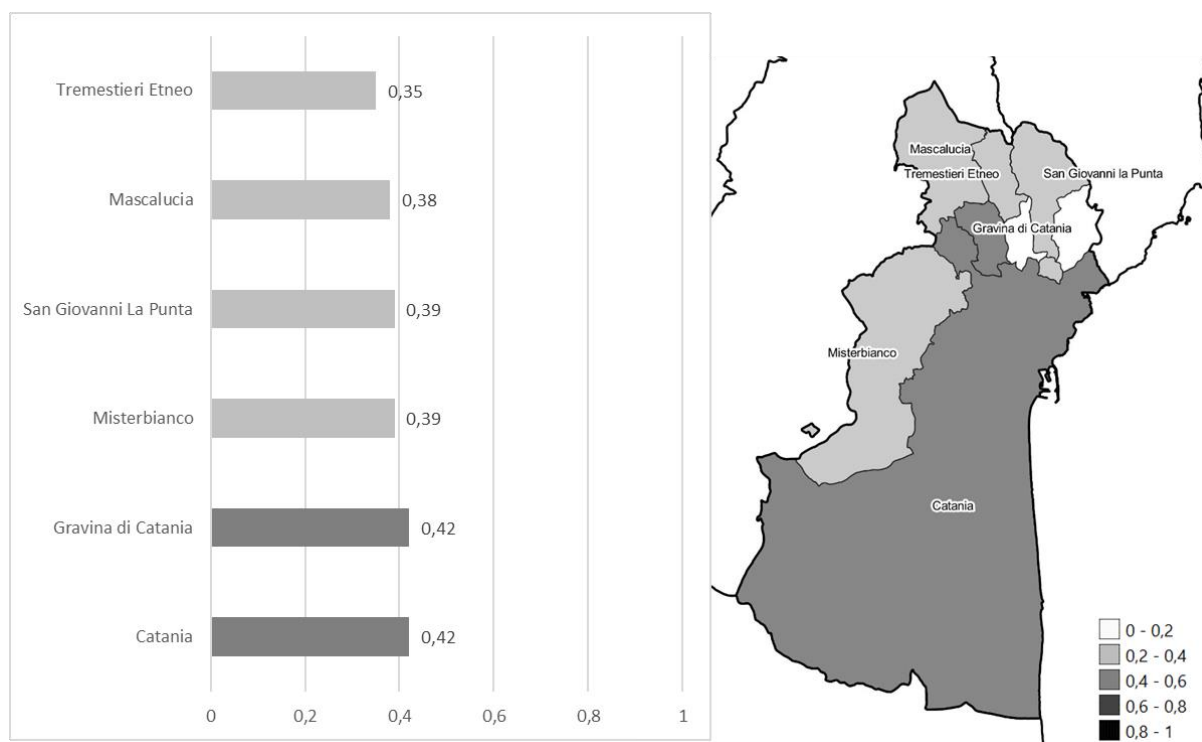 Tremestieri Etneo
0,35
Mascalucia
0,38
San Giovanni La Punta
0,39
Misterbianco
0,39
Gravina di Catania
0,42
Catania
0,42
0
0,2
0,4
0,6
0,8
1
Mascalucia
Tremestieri Etneo
San Giovanni la Punta
Gravina di Catania
Misterbianco
Catania
0 - 0,2
0,2 - 0,4
0,4 - 0,6
0,6 - 0,8
0,8 - 1